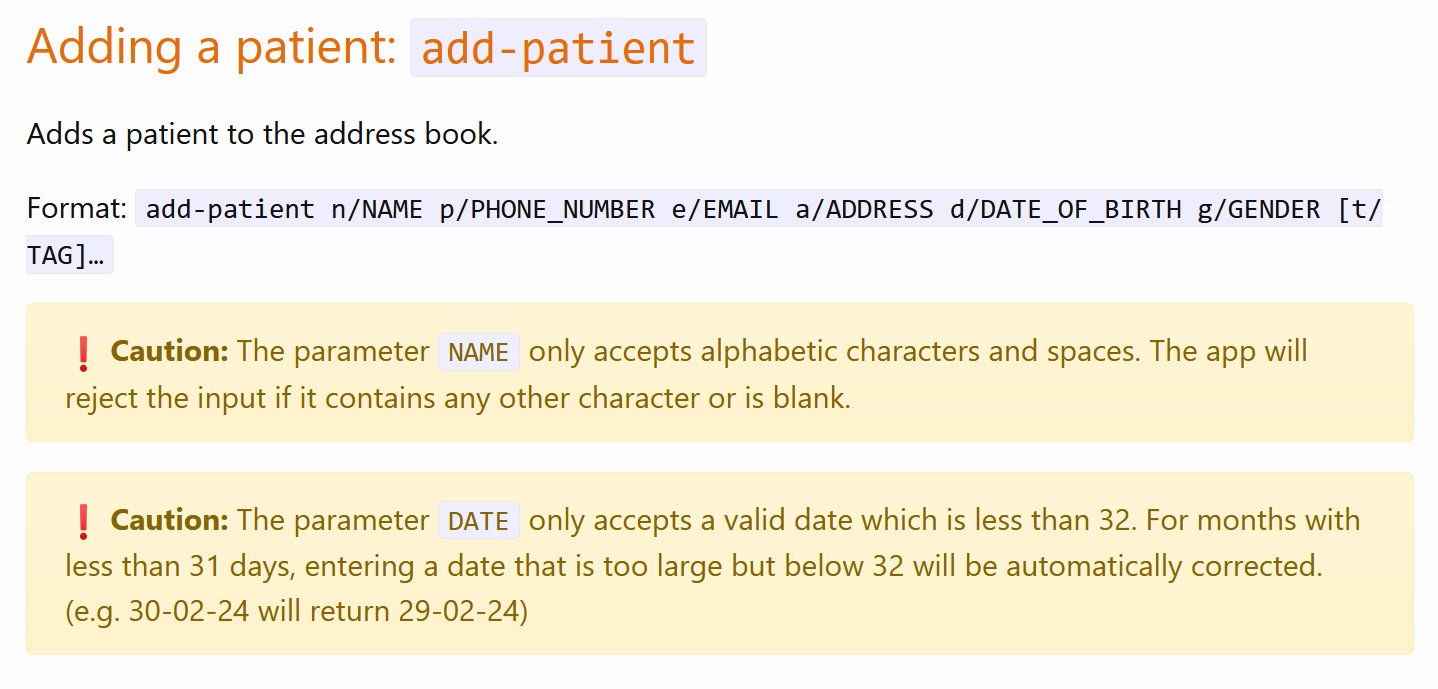 Adding a patient: add-patient
Adds a patient to the address book.
Format: add-patient n/NAME p/PHONE_NUMBER e/EMAIL a/ADDRESS d/DATE_OF_BIRTH g/GENDER [t/
TAG]…
❗ Caution: The parameter NAME only accepts alphabetic characters and spaces. The app will
reject the input if it contains any other character or is blank.
❗ Caution: The parameter DATE only accepts a valid date which is less than 32. For months with
less than 31 days, entering a date that is too large but below 32 will be automatically corrected.
(e.g. 30-02-24 will return 29-02-24)